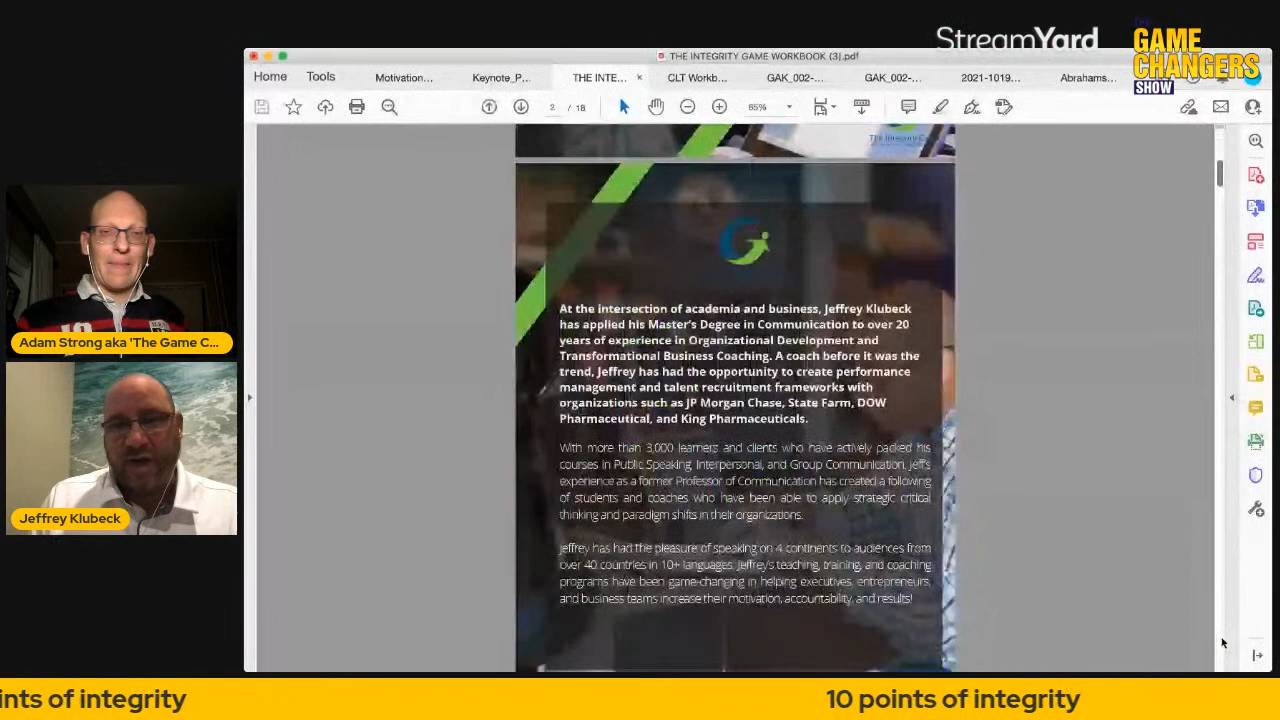 StreamYard
THE
GAME
CHANGERS
SHOW
THE INTEGRITY GAME WORKBOOK (3).pdf
Home Tools Motivation... Keynote_P... THE INTE... × CLT Workb... GAK_002-... GAK_002-... 2021-1019... Abrahams...
2 / 18 65%
At the intersection of academia and business, Jeffrey Klubeck
has applied his Master's Degree in Communication to over 20
years of experience in Organizational Development and
Transformational Business Coaching. A coach before it was the
trend, Jeffrey has had the opportunity to create performance
management and talent recruitment frameworks with
organizations such as JP Morgan Chase, State Farm, DOW
Pharmaceutical, and King Pharmaceuticals.
With more than 3,000 learners and clients who have actively packed his
courses in Public Speaking, Interpersonal, and Group Communication, Jeff's
experience as a former Professor of Communication has created a following
of students and coaches who have been able to apply strategic critical
thinking and paradigm shifts in their organizations.
Jeffrey has had the pleasure of speaking on 4 continents to audiences from
over 40 countries in 10+ languages. Jeffrey's teaching, training, and coaching
programs have been game-changing in helping executives, entrepreneurs,
and business teams increase their motivation, accountability, and results!
Adam Strong aka 'The Game C...
Jeffrey Klubeck
ints of integrity
10 points of integrity